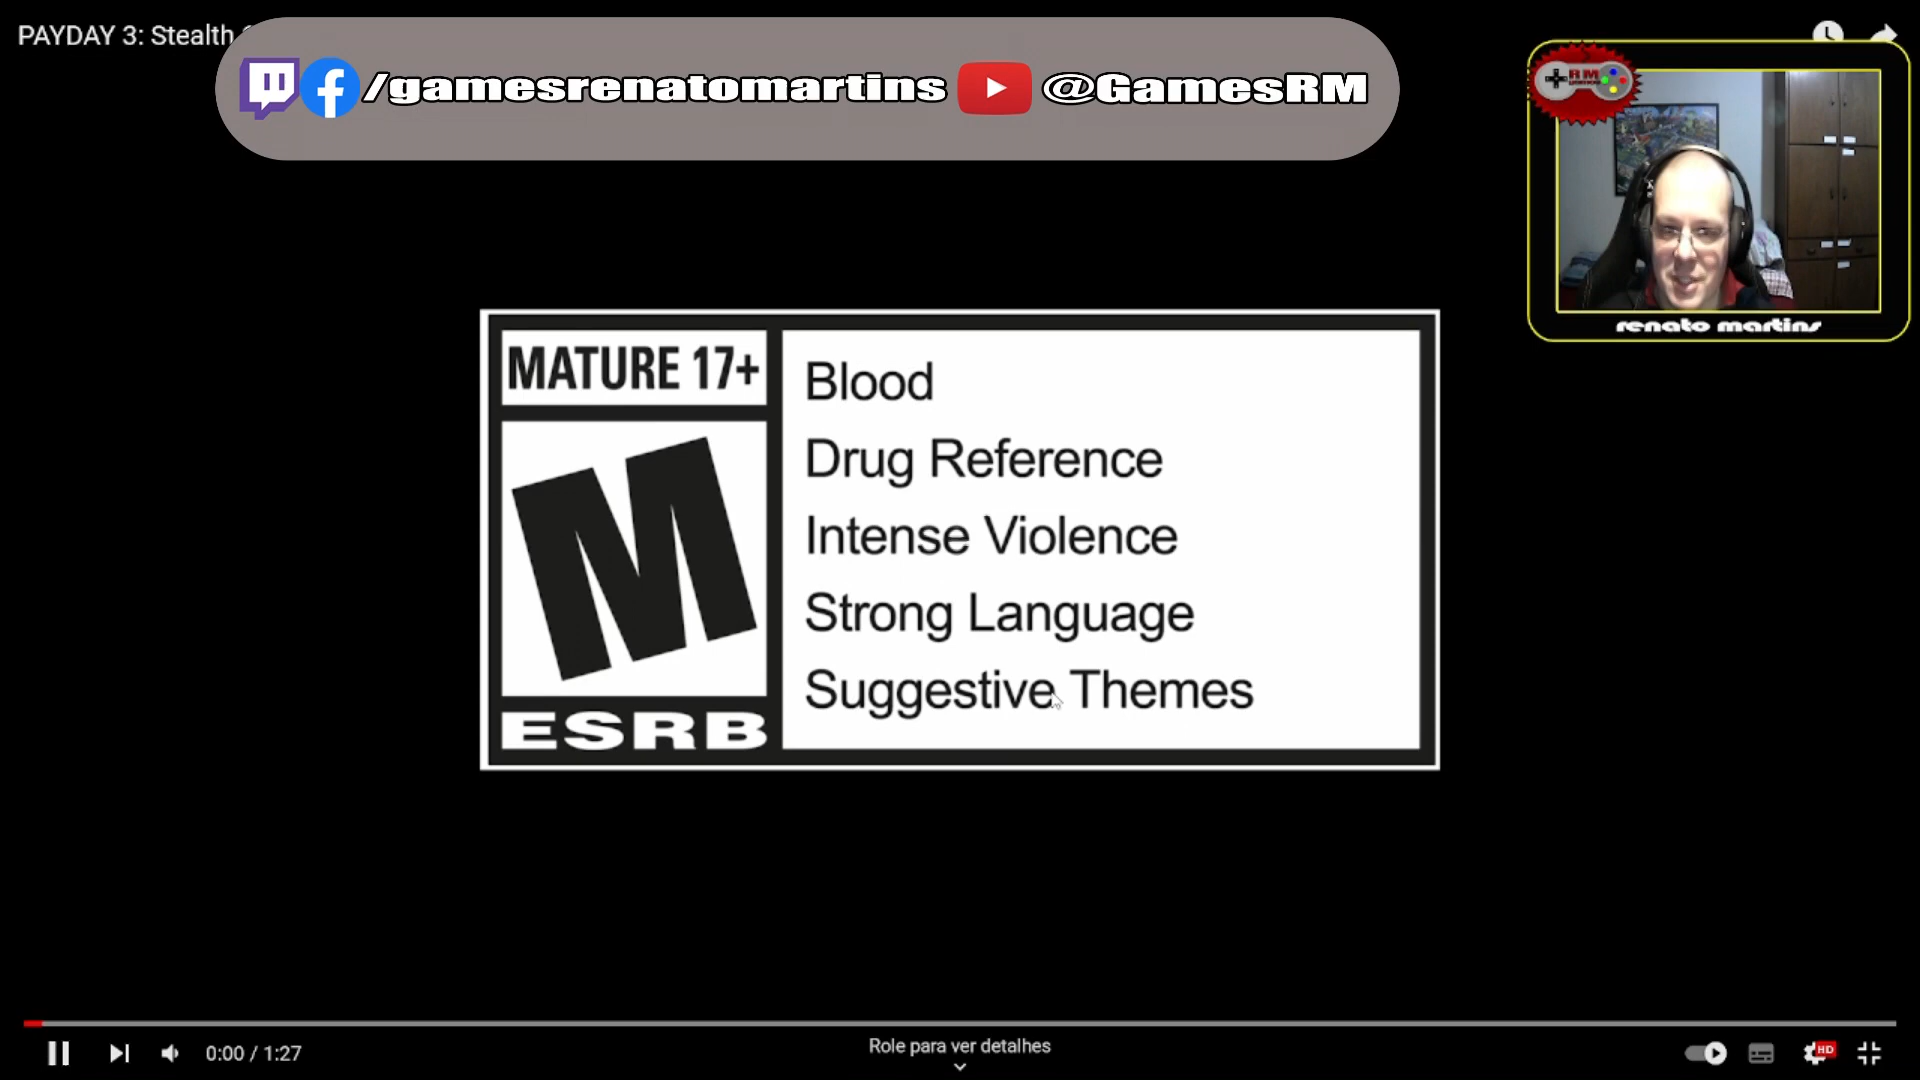 PAYDAY 3: Stealth
/gamesrenatomartins @GamesRM
RM
renato martins
MATURE 17+
M
ESRB
Blood
Drug Reference
Intense Violence
Strong Language
Suggestive Themes
0:00 / 1:27
Role para ver detalhes
HD